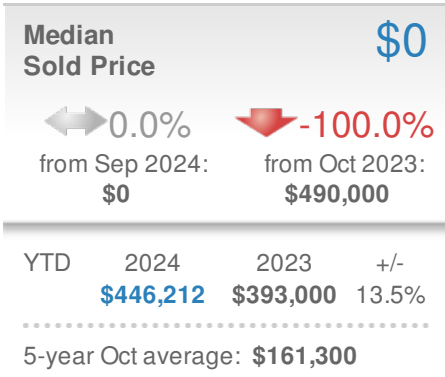 Median $0
Sold Price
0.0% -100.0%
from Sep 2024: from Oct 2023:
$0 $490,000
YTD 2024 2023 +/-
$446,212 $393,000 13.5%
5-year Oct average: $161,300